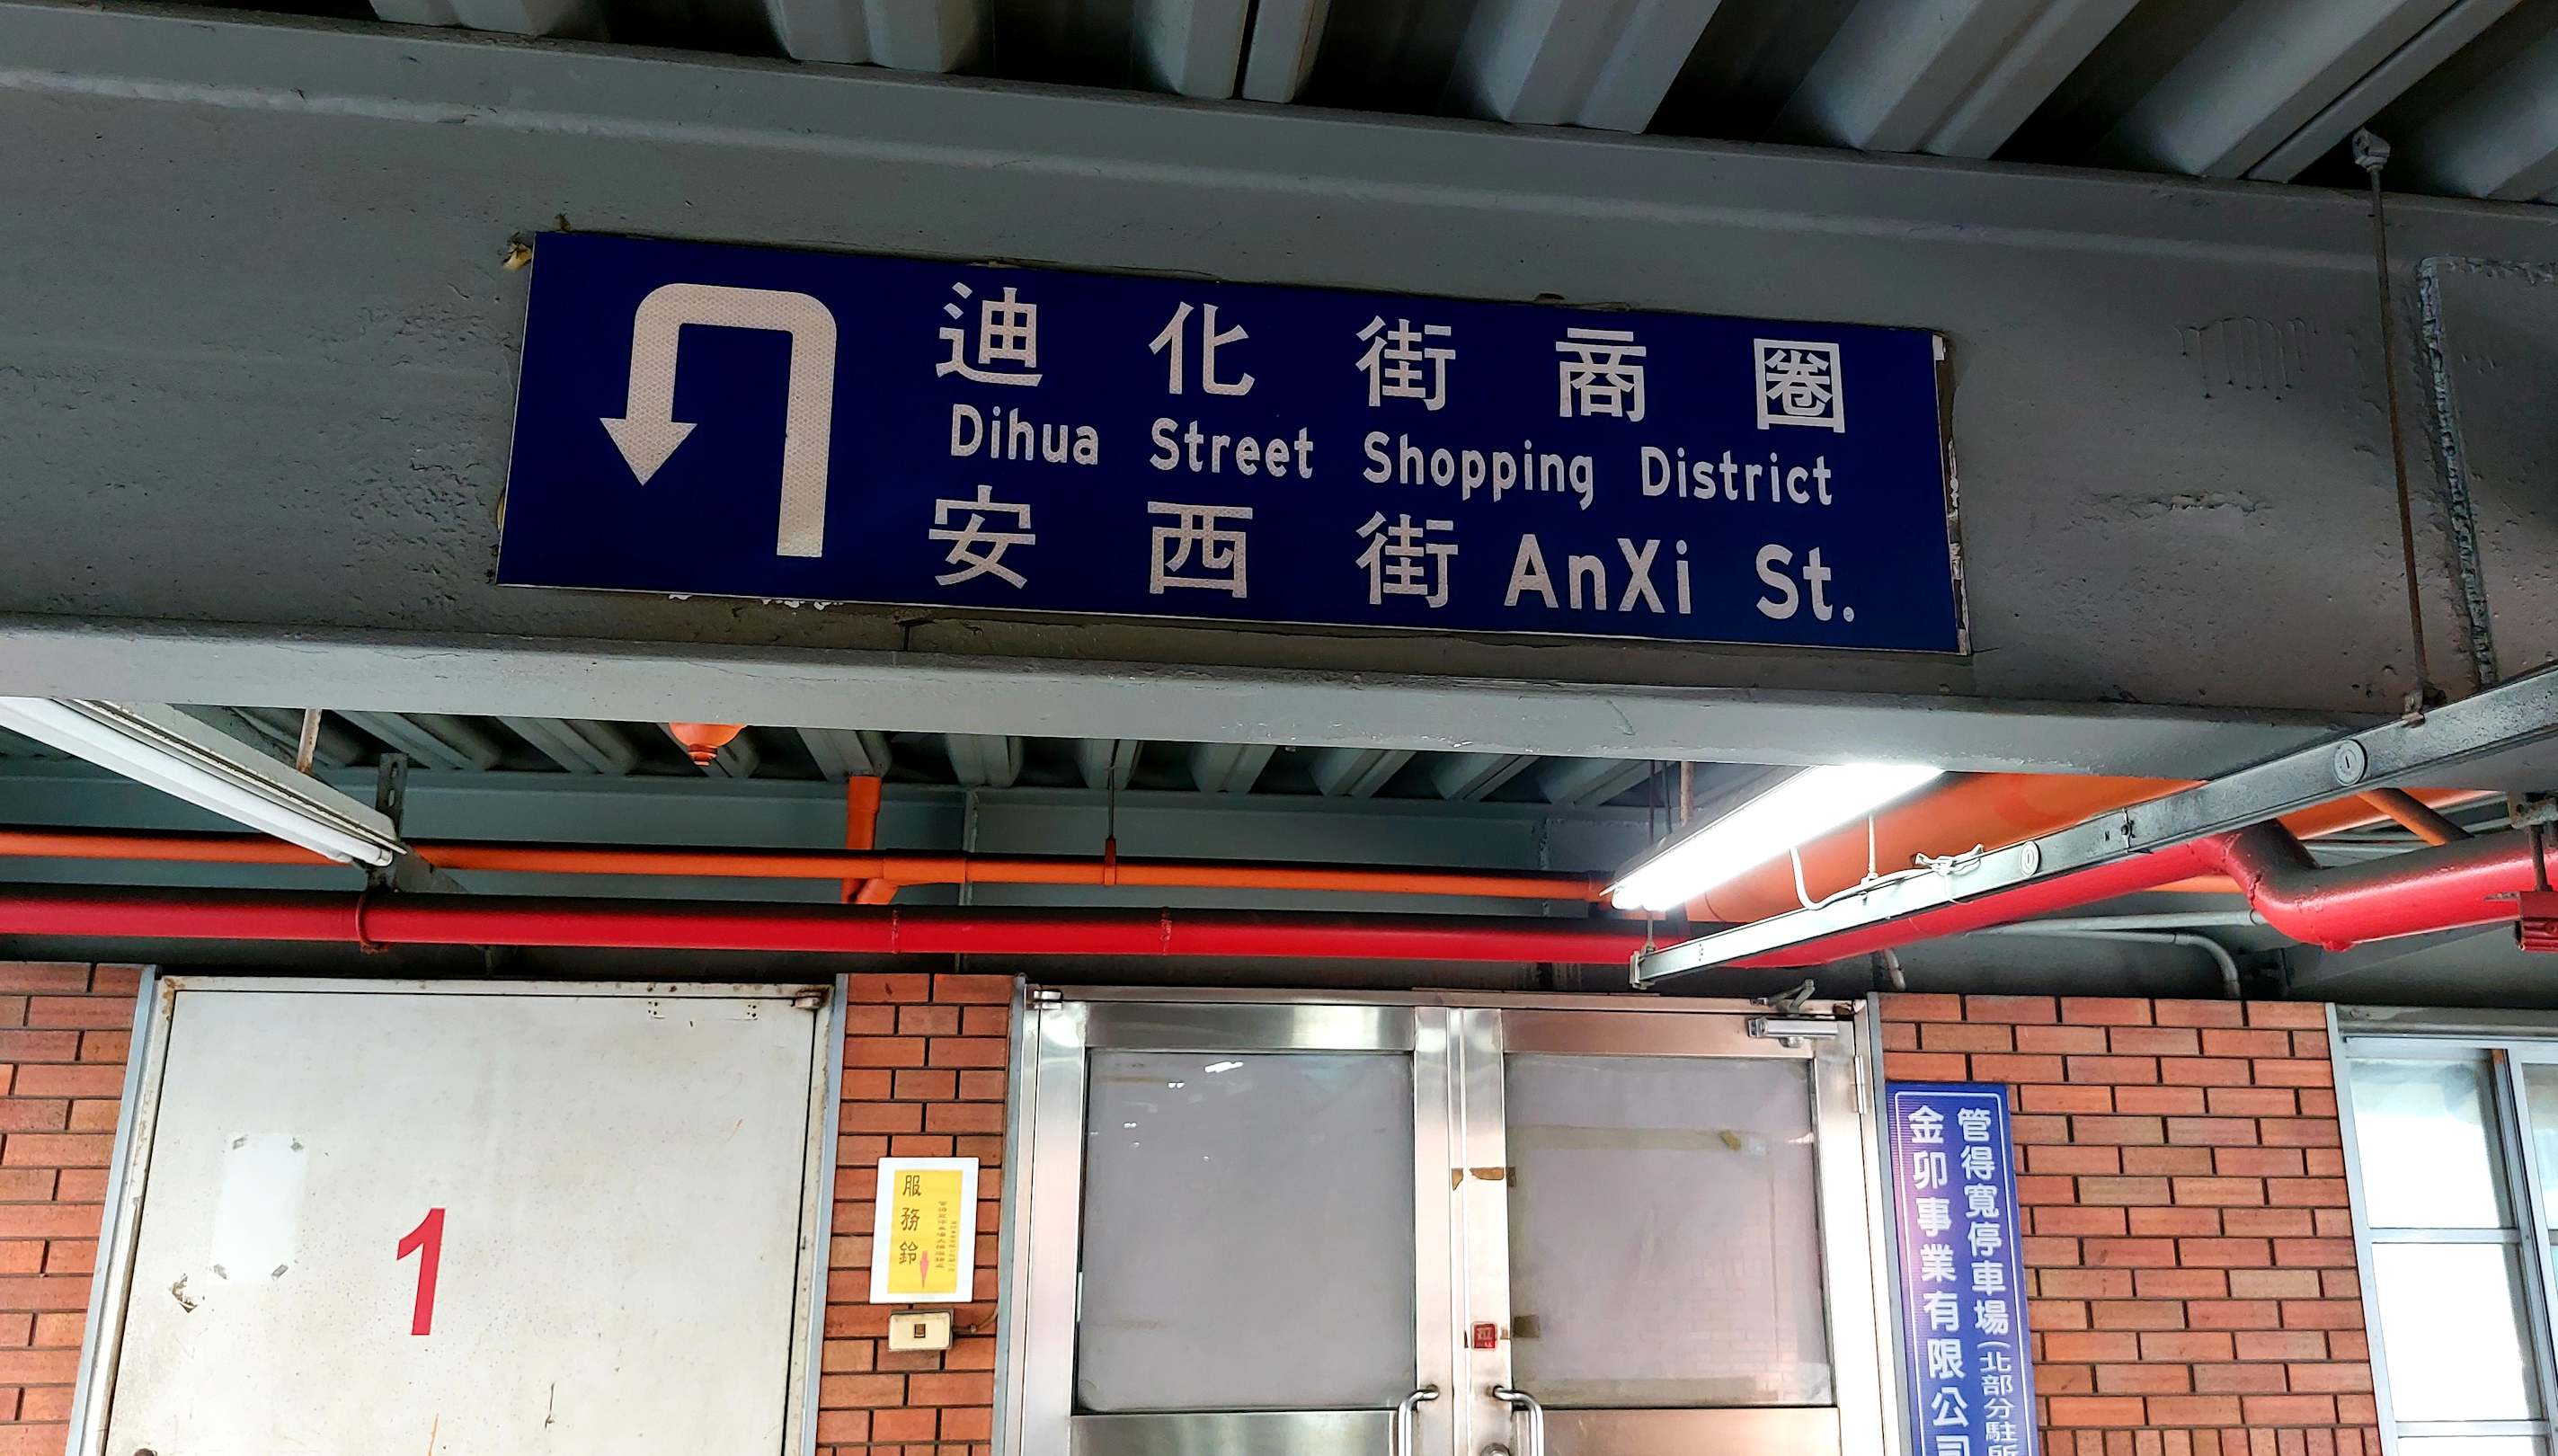 迪化街商圈
Dihua Street Shopping District
安西街 AnXi St.
1
服務鈴
管得寬停車場(北部分駐所
金卯事業有限公司